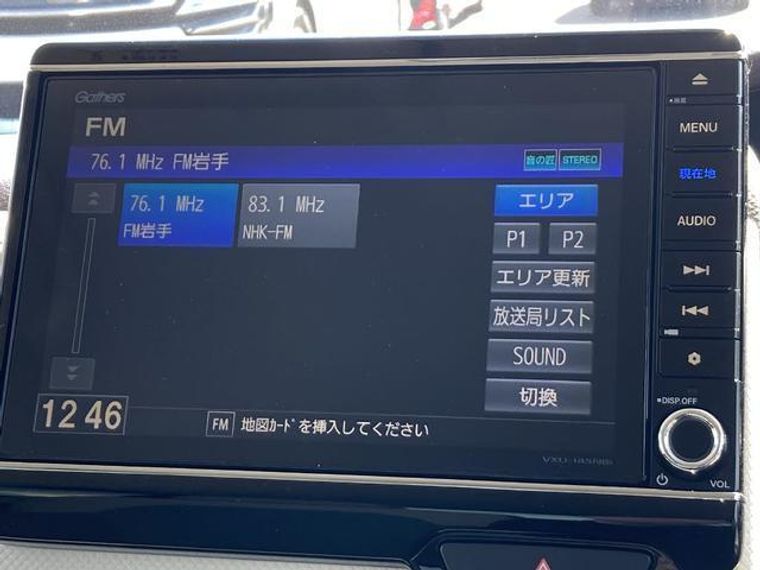 Gathers
FM
76.1 MHz FM岩手
音の匠 STEREO
76.1 MHz
FM岩手
83.1 MHz
NHK-FM
エリア
P1 P2
エリア更新
放送局リスト
SOUND
切換
12 46
FM 地図ｶｰﾄﾞを挿入してください
MENU
現在地
AUDIO
DISP.OFF
VOL